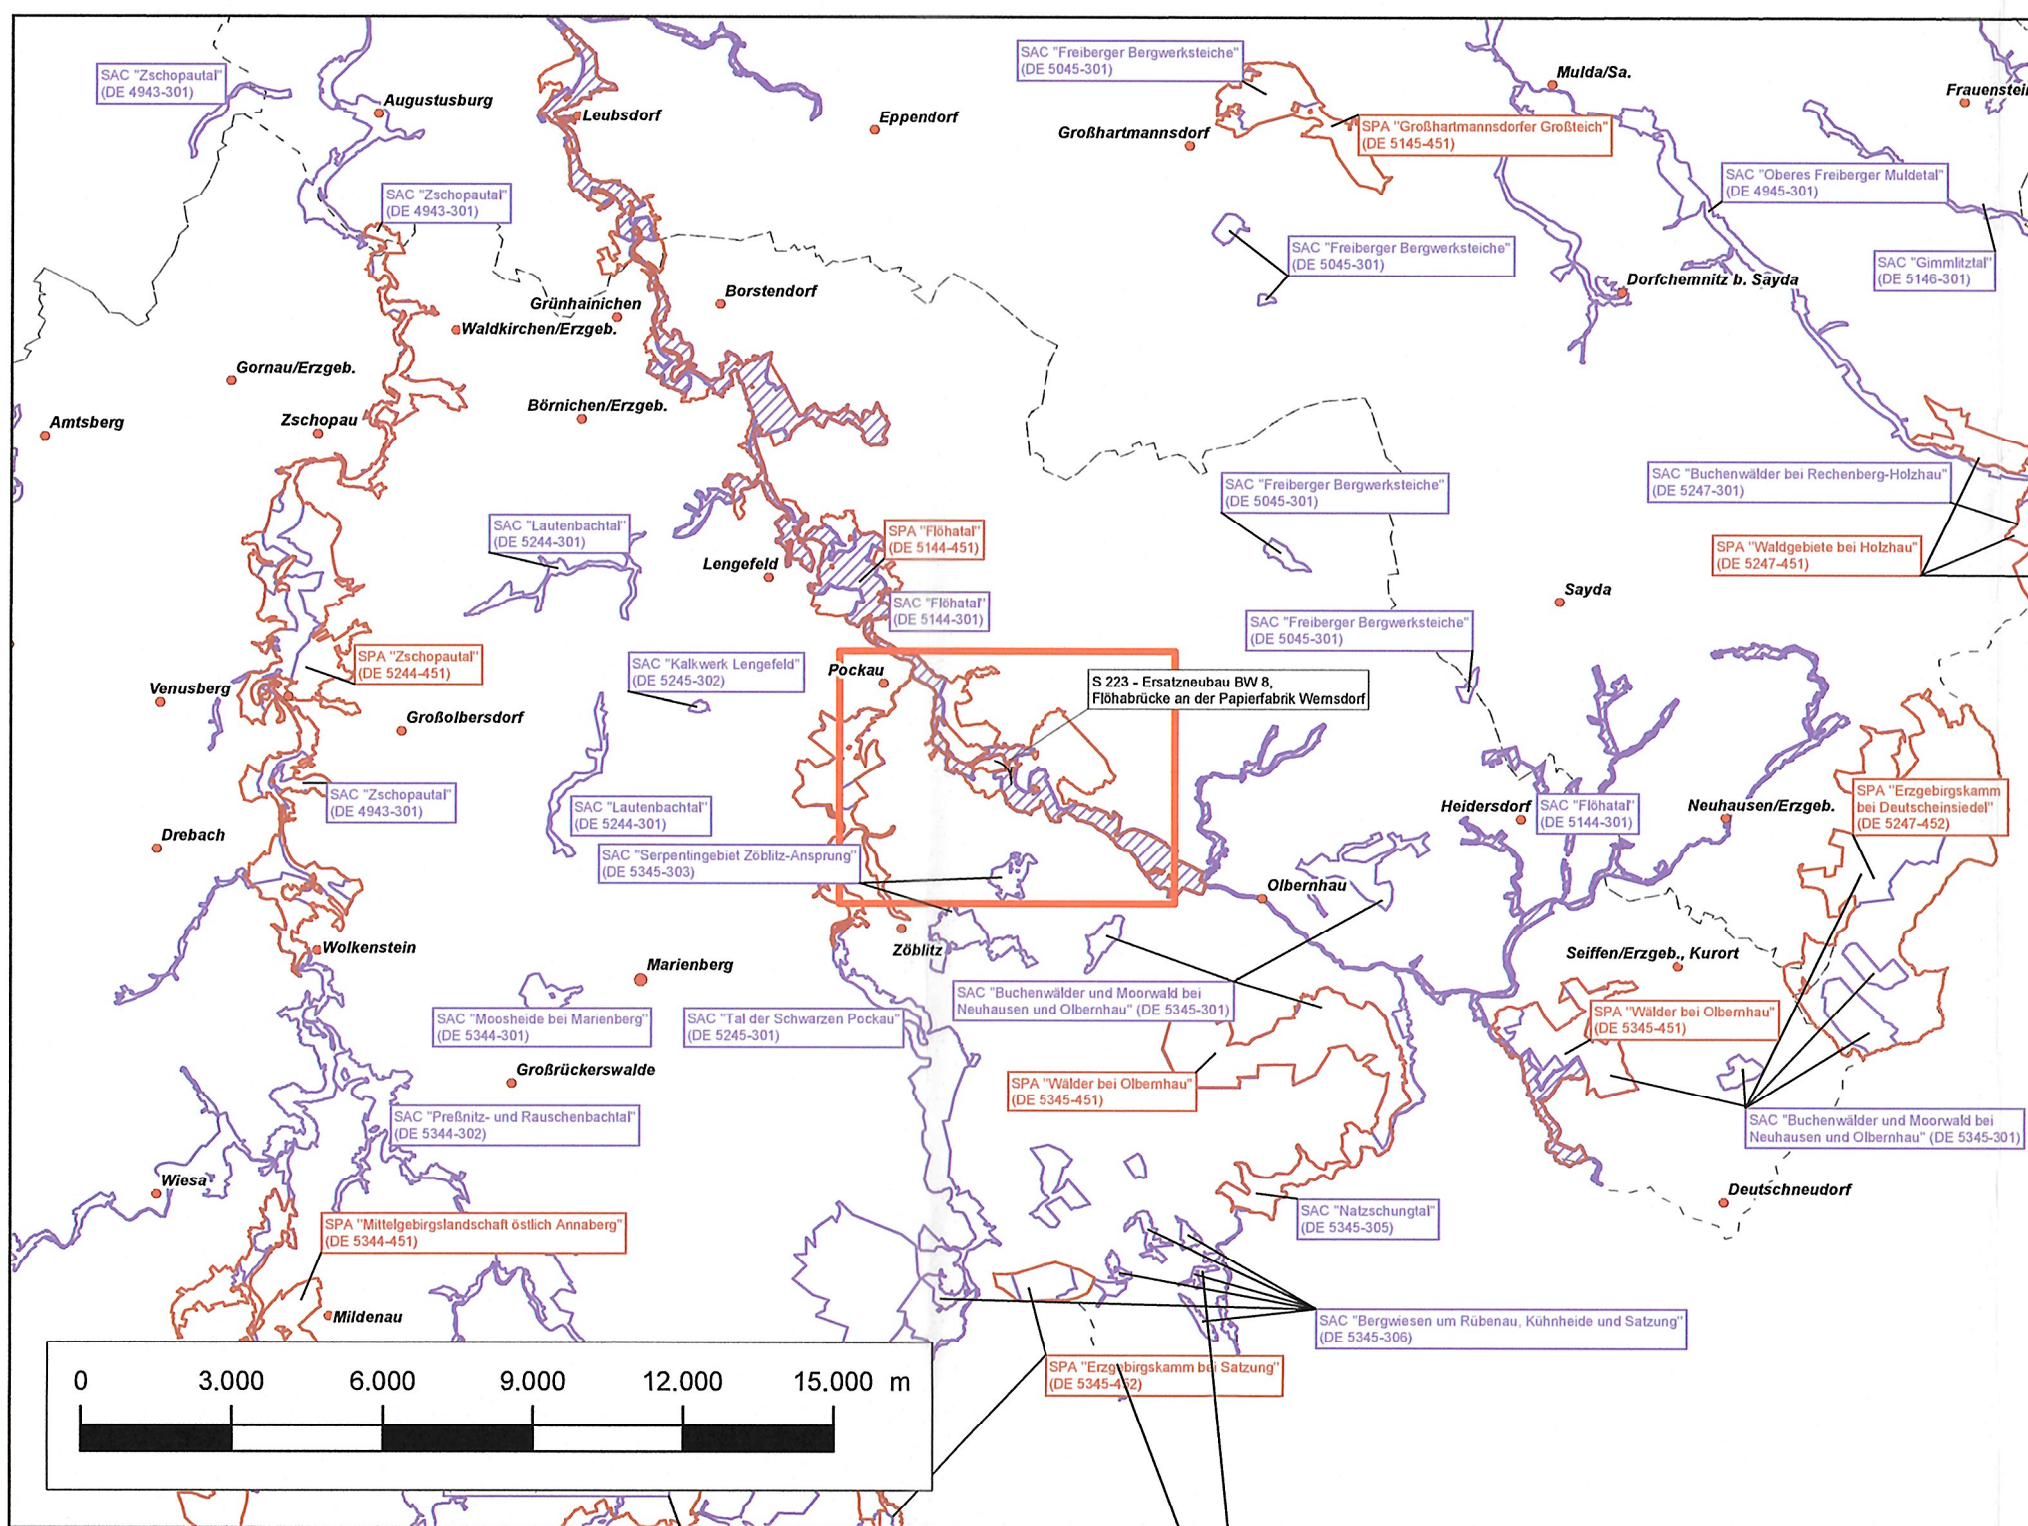 SAC "Freiberger Bergwerksteiche"
(DE 5045-301)
SAC "Zschopautal"
(DE 4943-301)
Mulda/Sa.
Frauenstein
Augustusburg
Leubsdorf
Eppendorf
Großhartmannsdorf
SPA "Großhartmannsdorfer Großteich"
(DE 5145-451)
SAC "Oberes Freiberger Muldetal"
(DE 4945-301)
SAC "Zschopautal"
(DE 4943-301)
SAC "Freiberger Bergwerksteiche"
(DE 5045-301)
SAC "Gimmlitztal"
(DE 5146-301)
Dorfchemnitz b. Sayda
Borstendorf
Grünhainichen
Waldkirchen/Erzgeb.
Gornau/Erzgeb.
Börnichen/Erzgeb.
Amtsberg
Zschopau
SAC "Buchenwälder bei Rechenberg-Holzhau"
(DE 5247-301)
SAC "Freiberger Bergwerksteiche"
(DE 5045-301)
SAC "Lautenbachtal"
(DE 5244-301)
SPA "Flöhatal"
(DE 5144-451)
SPA "Waldgebiete bei Holzhau"
(DE 5247-451)
Lengefeld
Sayda
SAC "Flöhatal"
(DE 5144-301)
SAC "Freiberger Bergwerksteiche"
(DE 5045-301)
SPA "Zschopautal"
(DE 5244-451)
SAC "Kalkwerk Lengefeld"
(DE 5245-302)
Pockau
S 223 - Ersatzneubau BW 8,
Flöhabrücke an der Papierfabrik Wernsdorf
Venusberg
Großolbersdorf
SAC "Zschopautal"
(DE 4943-301)
SAC "Lautenbachtal"
(DE 5244-301)
Heidersdorf
SAC "Flöhatal"
(DE 5144-301)
Neuhausen/Erzgeb.
SPA "Erzgebirgskamm
bei Deutscheinsiedel"
(DE 5247-452)
Drebach
SAC "Serpentingebiet Zöblitz-Ansprung"
(DE 5345-303)
Olbernhau
Wolkenstein
Zöblitz
Seiffen/Erzgeb., Kurort
Marienberg
SAC "Buchenwälder und Moorwald bei
Neuhausen und Olbernhau" (DE 5345-301)
SAC "Moosheide bei Marienberg"
(DE 5344-301)
SAC "Tal der Schwarzen Pockau"
(DE 5245-301)
SPA "Wälder bei Olbernhau"
(DE 5345-451)
Großrückerswalde
SPA "Wälder bei Olbernhau"
(DE 5345-451)
SAC "Preßnitz- und Rauschenbachtal"
(DE 5344-302)
SAC "Buchenwälder und Moorwald bei
Neuhausen und Olbernhau" (DE 5345-301)
Wiesa
Deutschneudorf
SPA "Mittelgebirgslandschaft östlich Annaberg"
(DE 5344-451)
SAC "Natzschungtal"
(DE 5345-305)
Mildenau
SAC "Bergwiesen um Rübenau, Kühnheide und Satzung"
(DE 5345-306)
SPA "Erzgebirgskamm bei Satzung"
(DE 5345-452)
0 3.000 6.000 9.000 12.000 15.000 m